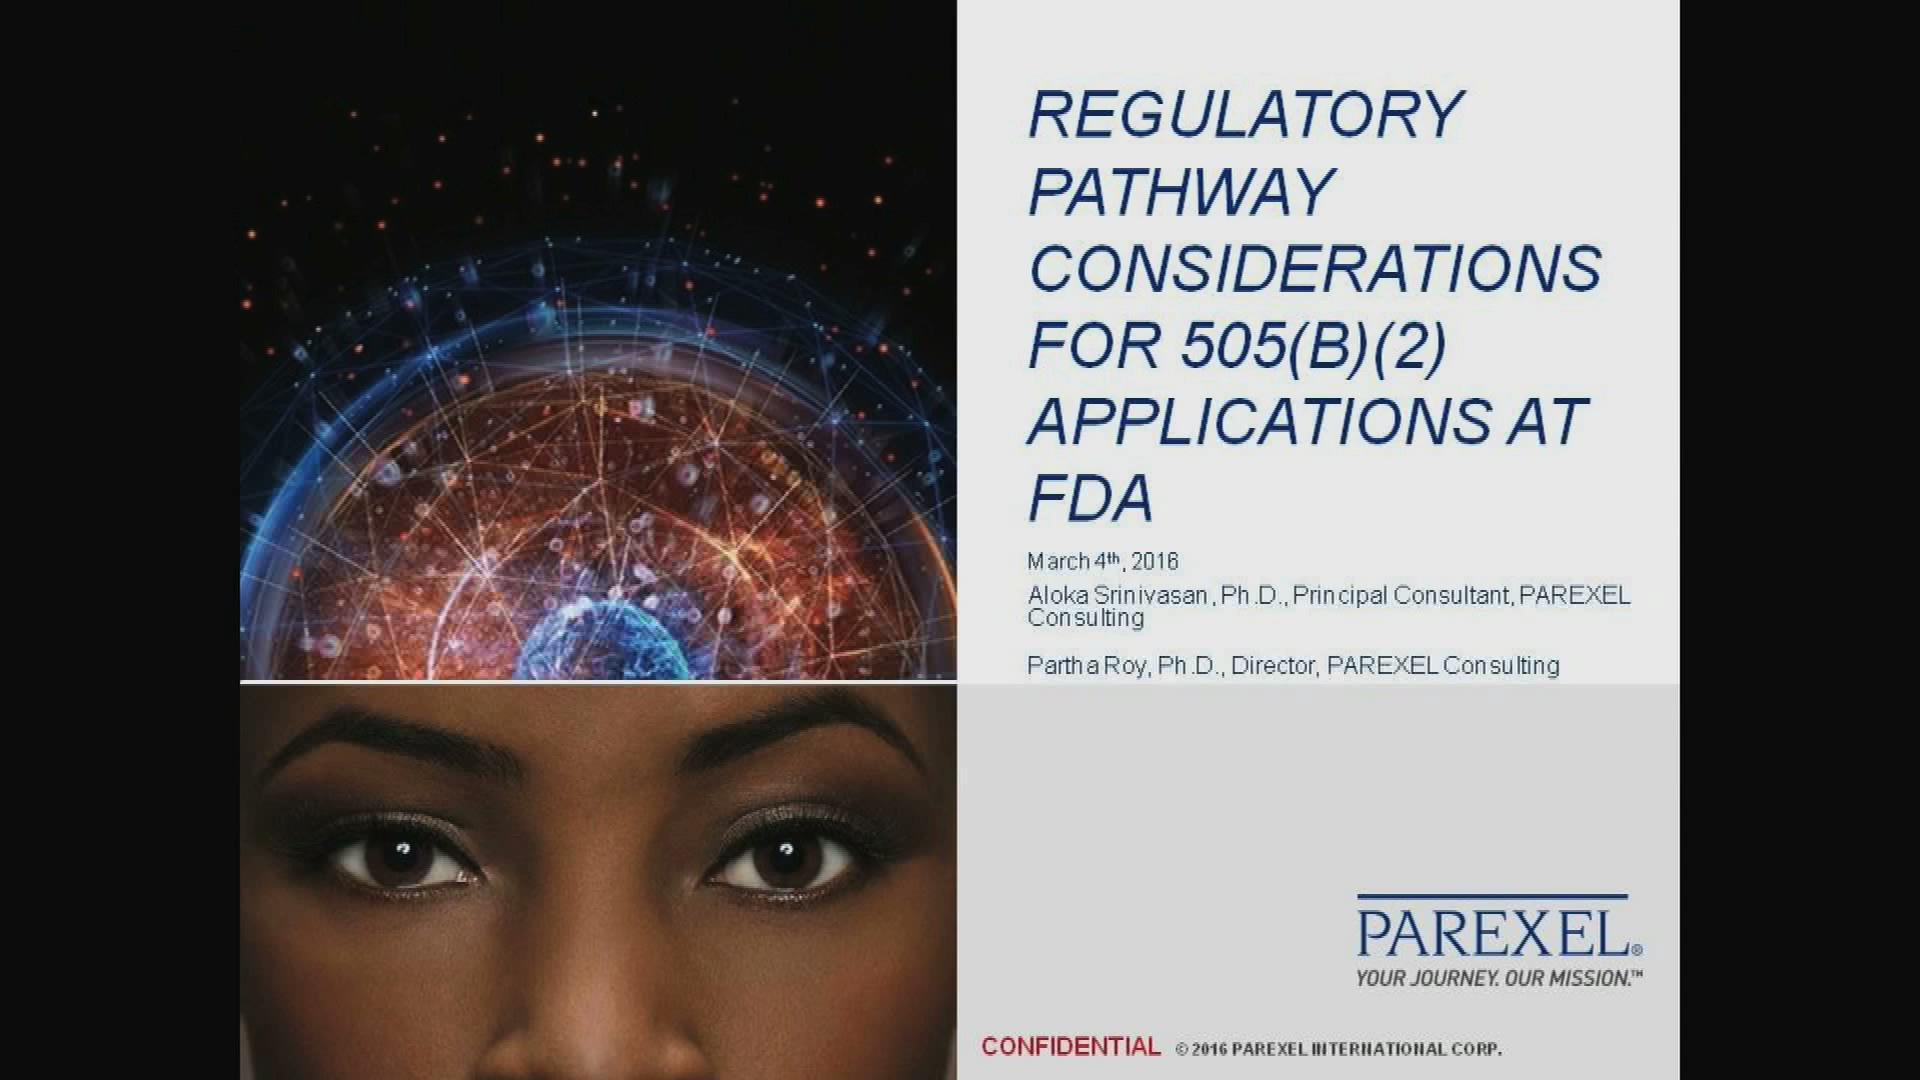 REGULATORY
PATHWAY
CONSIDERATIONS
FOR 505(B)(2)
APPLICATIONS AT
FDA
March 4th, 2016
Aloka Srinivasan, Ph.D., Principal Consultant, PAREXEL
Consulting
Partha Roy, Ph.D., Director, PAREXEL Consulting
PAREXEL®
YOUR JOURNEY. OUR MISSION.™
CONFIDENTIAL © 2016 PAREXEL INTERNATIONAL CORP.